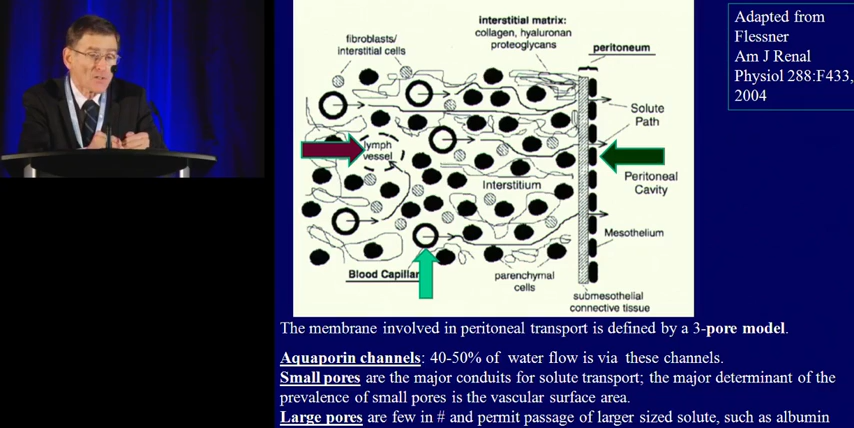 fibroblasts/
interstitial cells
interstitial matrix:
collagen, hyaluronan
proteoglycans
peritoneum
Solute
Path
lymph
vessel
Interstitium
Peritoneal
Cavity
Mesothelium
Blood Capillar
parenchymal
cells
submesothelial
connective tissue
Adapted from
Flessner
Am J Renal
Physiol 288:F433,
2004
The membrane involved in peritoneal transport is defined by a 3-pore model.
Aquaporin channels: 40-50% of water flow is via these channels.
Small pores are the major conduits for solute transport; the major determinant of the
prevalence of small pores is the vascular surface area.
Large pores are few in # and permit passage of larger sized solute, such as albumin